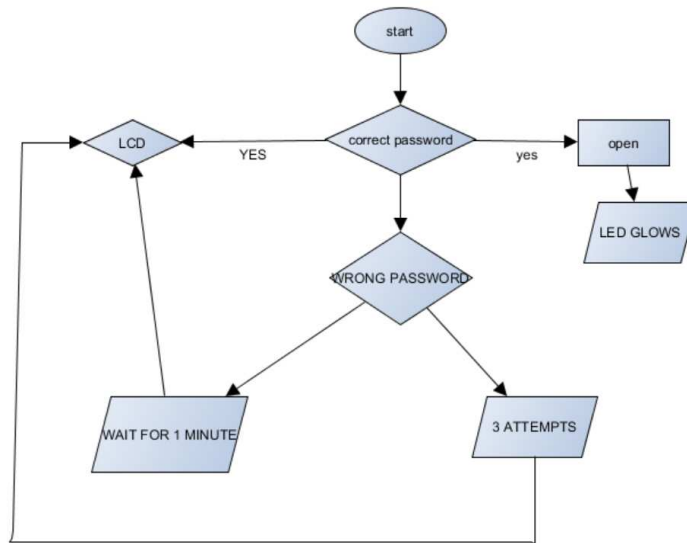 start
LCD
YES
correct password
yes
open
LED GLOWS
WRONG PASSWORD
WAIT FOR 1 MINUTE
3 ATTEMPTS